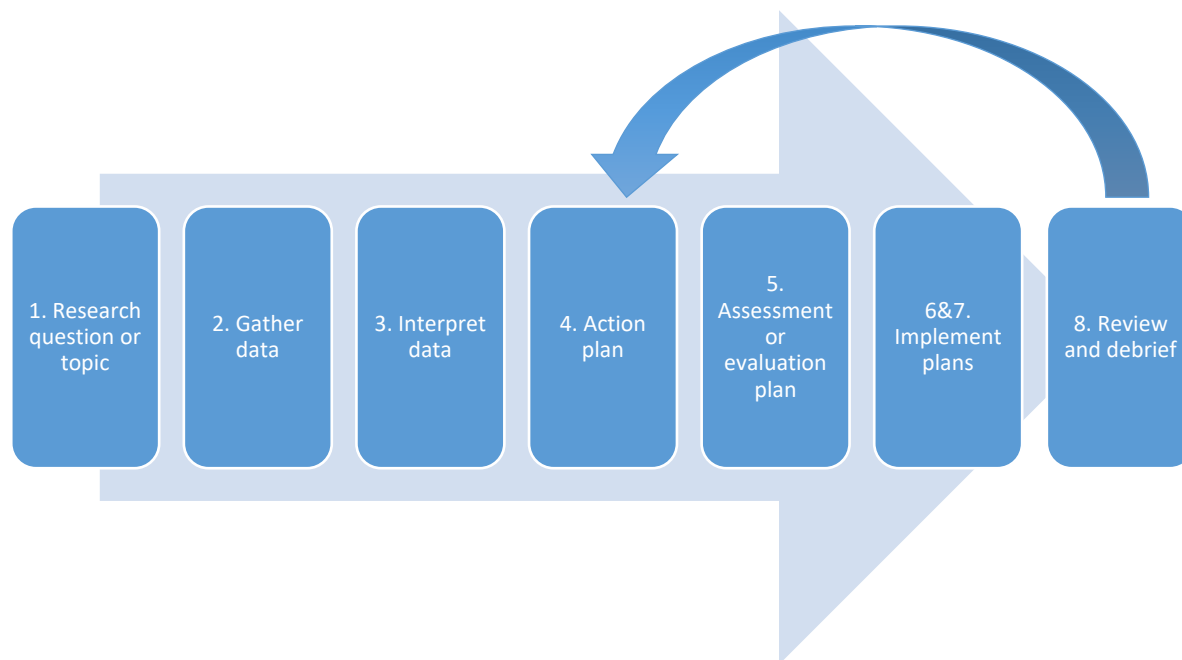 1. Research
question or
topic
2. Gather
data
3. Interpret
data
4. Action
plan
5.
Assessment
or
evaluation
plan
6&7.
Implement
plans
8. Review
and debrief